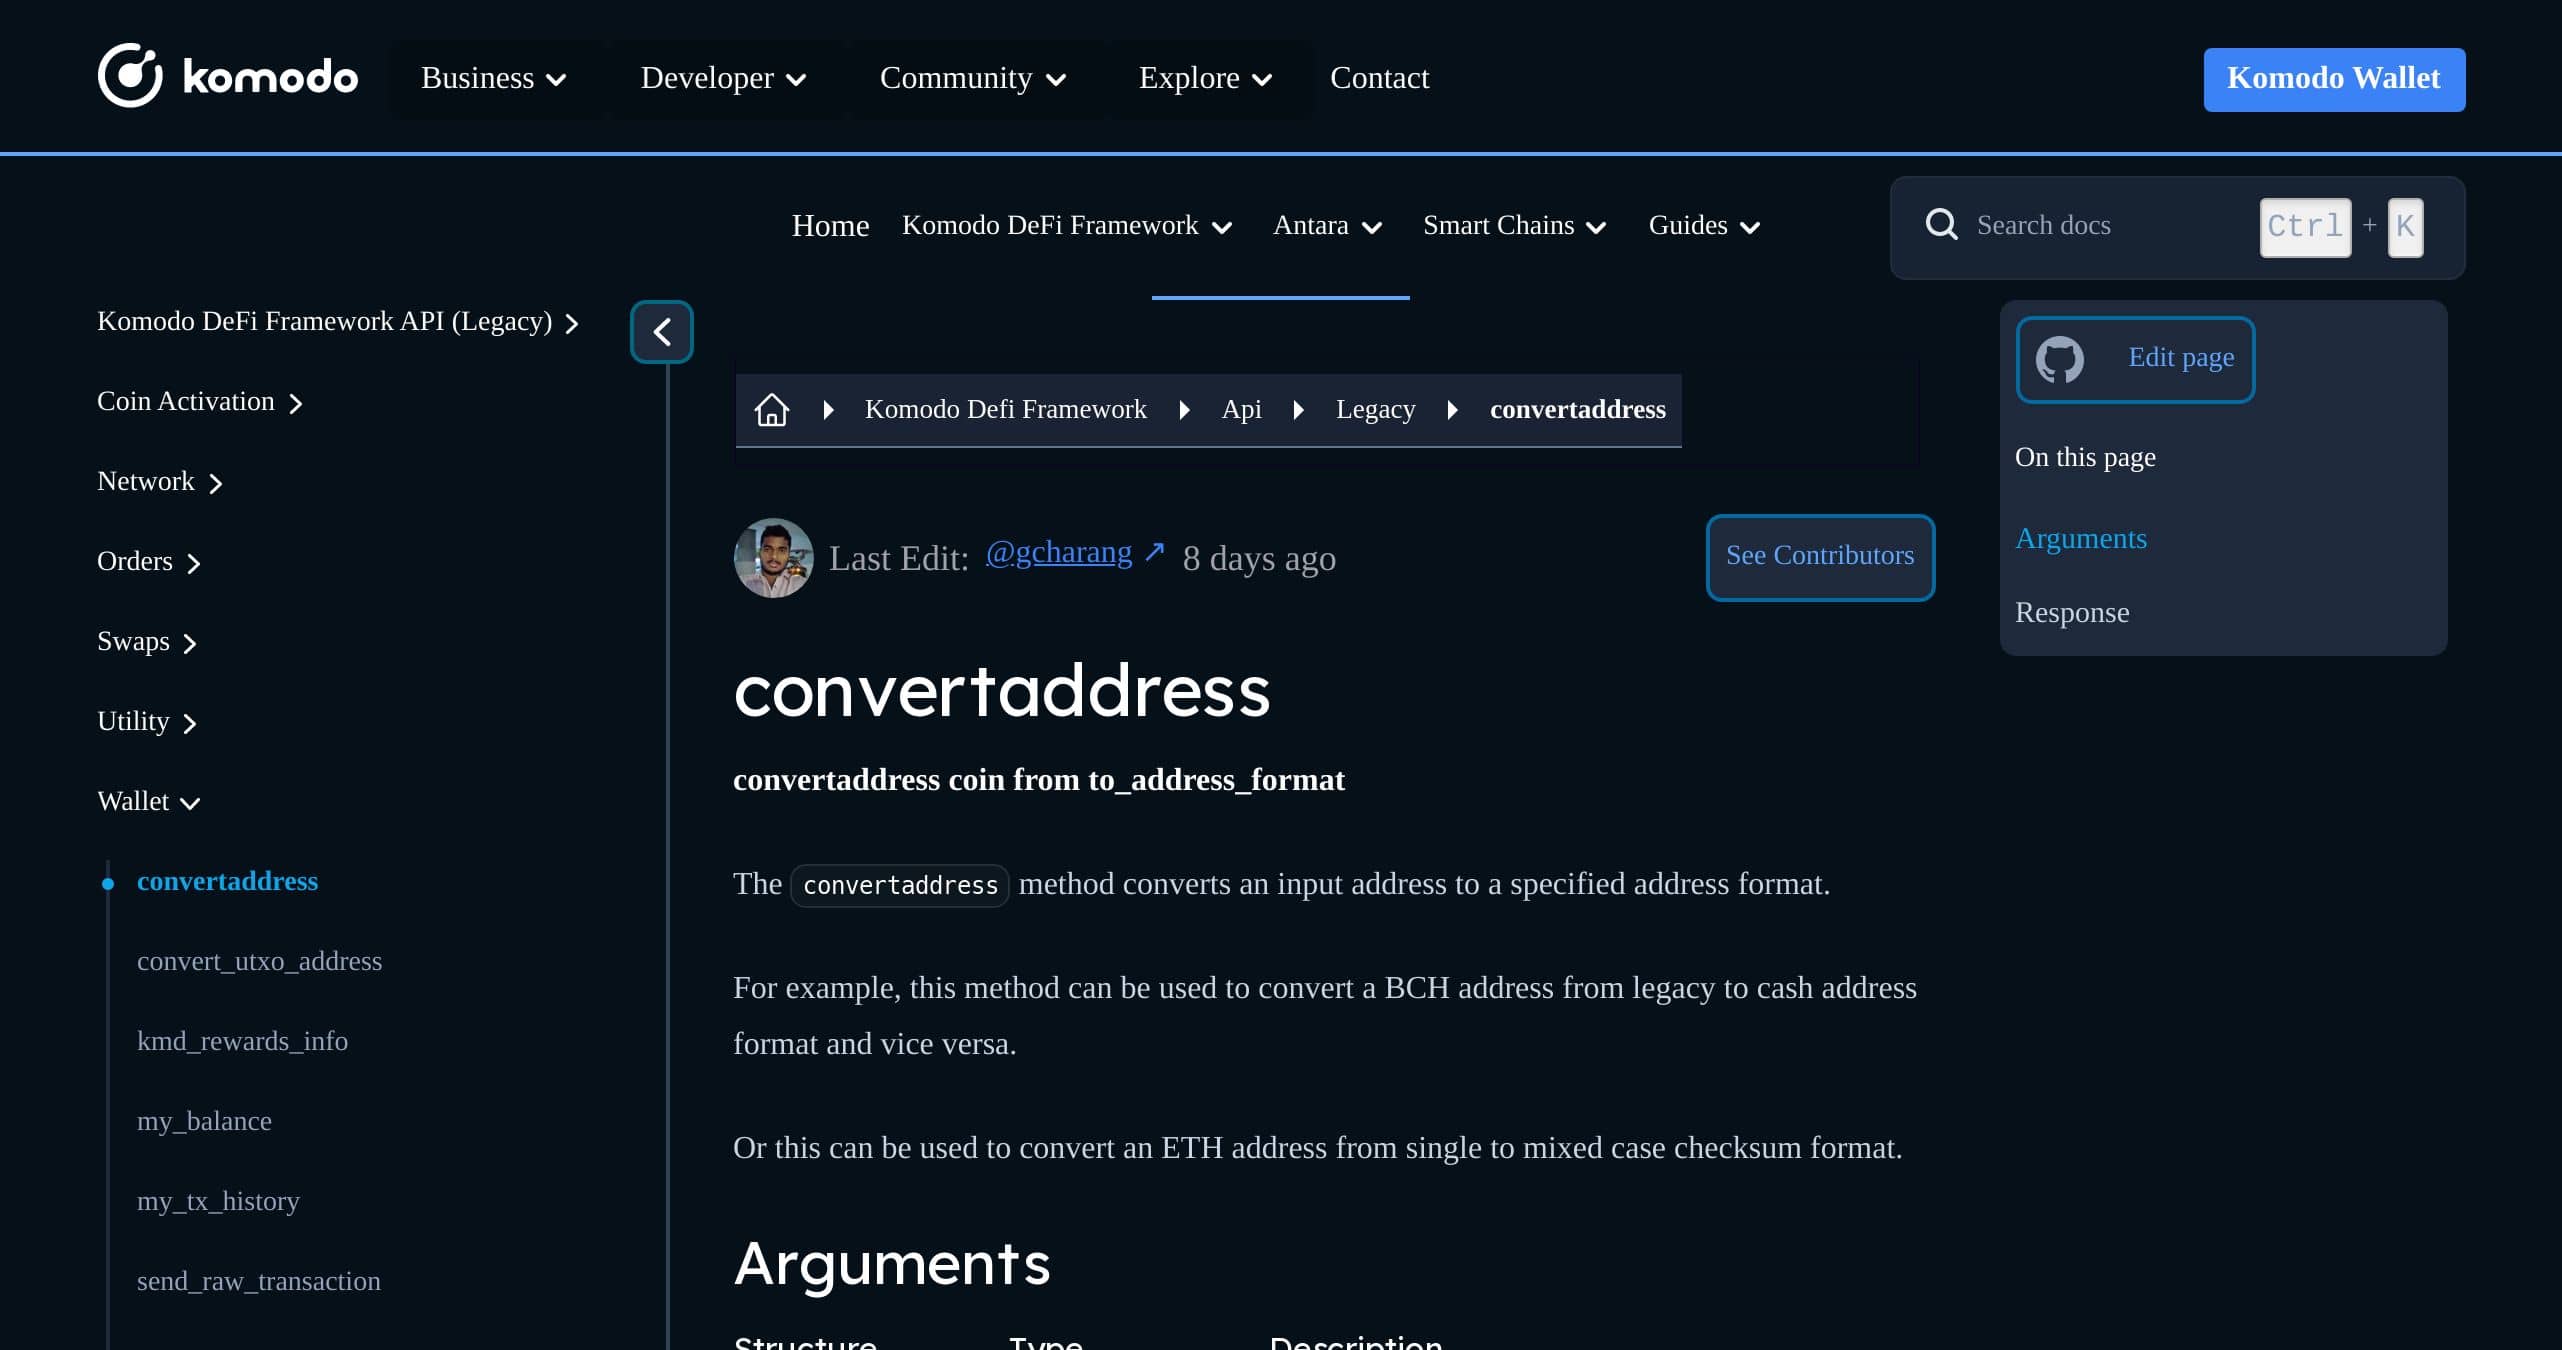 komodo Business Developer Community Explore Contact Komodo Wallet
Home Komodo DeFi Framework Antara Smart Chains Guides Search docs Ctrl + K
Komodo DeFi Framework API (Legacy)
Coin Activation
Network
Orders
Swaps
Utility
Wallet
convertaddress
convert_utxo_address
kmd_rewards_info
my_balance
my_tx_history
send_raw_transaction
Komodo Defi Framework Api Legacy convertaddress
Last Edit: @gcharang ↗ 8 days ago See Contributors
convertaddress
convertaddress coin from to_address_format
The convertaddress method converts an input address to a specified address format.
For example, this method can be used to convert a BCH address from legacy to cash address
format and vice versa.
Or this can be used to convert an ETH address from single to mixed case checksum format.
Arguments
Structure Type Description
Edit page
On this page
Arguments
Response